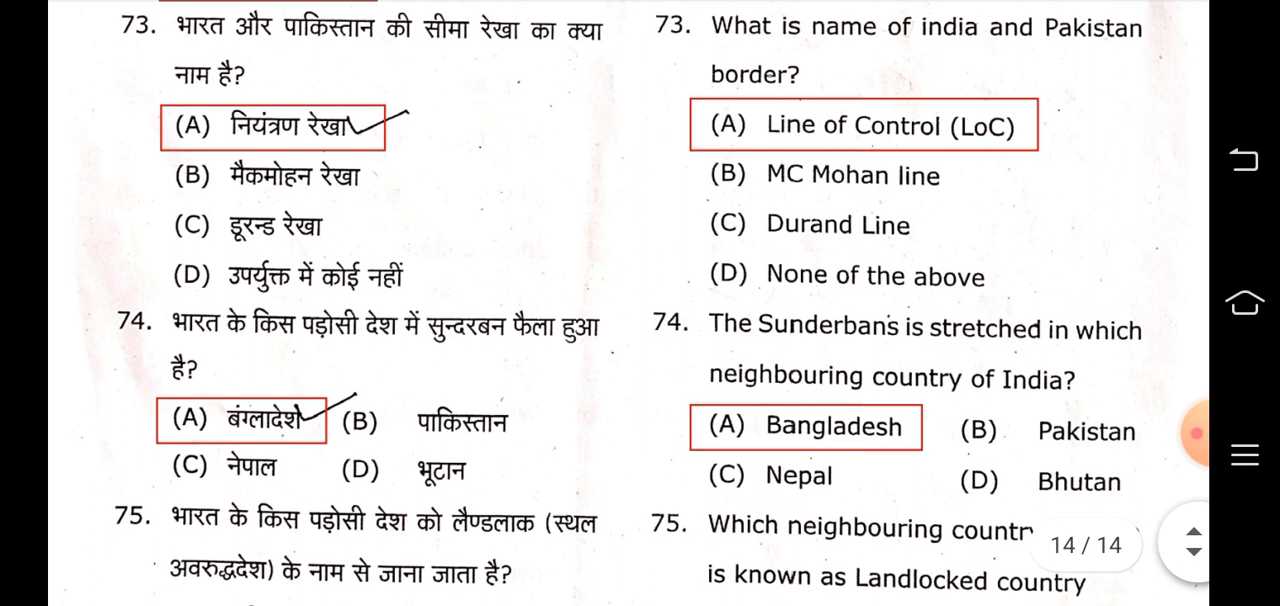 73. भारत और पाकिस्तान की सीमा रेखा का क्या
नाम है?
(A) नियंत्रण रेखा
(B) मैकमोहन रेखा
(C) डूरन्ड रेखा
(D) उपर्युक्त में कोई नहीं
74. भारत के किस पड़ोसी देश में सुन्दरबन फैला हुआ
है?
(A) बंग्लादेश (B) पाकिस्तान
(C) नेपाल (D) भूटान
75. भारत के किस पड़ोसी देश को लैण्डलाक (स्थल
अवरुद्धदेश) के नाम से जाना जाता है?
73. What is name of india and Pakistan
border?
(A) Line of Control (LoC)
(B) MC Mohan line
(C) Durand Line
(D) None of the above
74. The Sunderbans is stretched in which
neighbouring country of India?
(A) Bangladesh (B) Pakistan
(C) Nepal (D) Bhutan
75. Which neighbouring countr
is known as Landlocked country
14 / 14